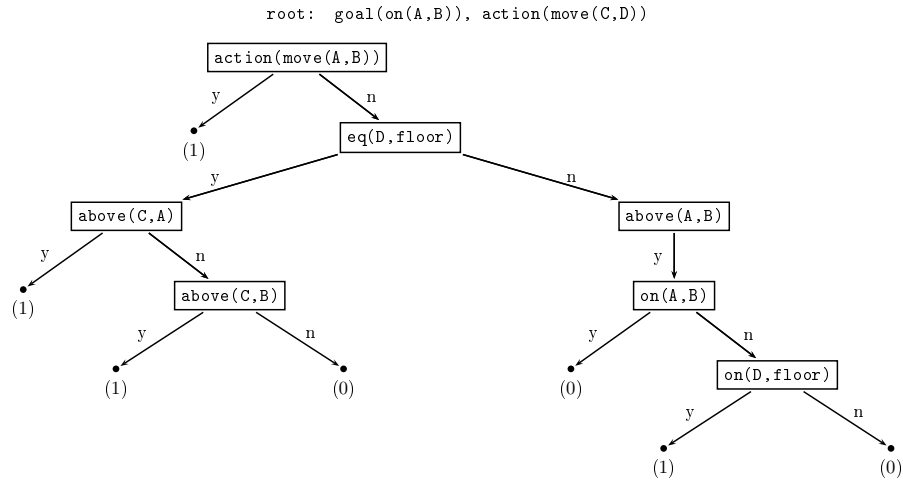 root: goal(on(A,B)), action(move(C,D))
action(move(A,B))
y
n
(1)
eq(D,floor)
y
n
above(C,A)
above(A,B)
y
n
y
(1)
above(C,B)
on(A,B)
y
n
y
n
(1)
(0)
(0)
on(D,floor)
y
n
(1)
(0)